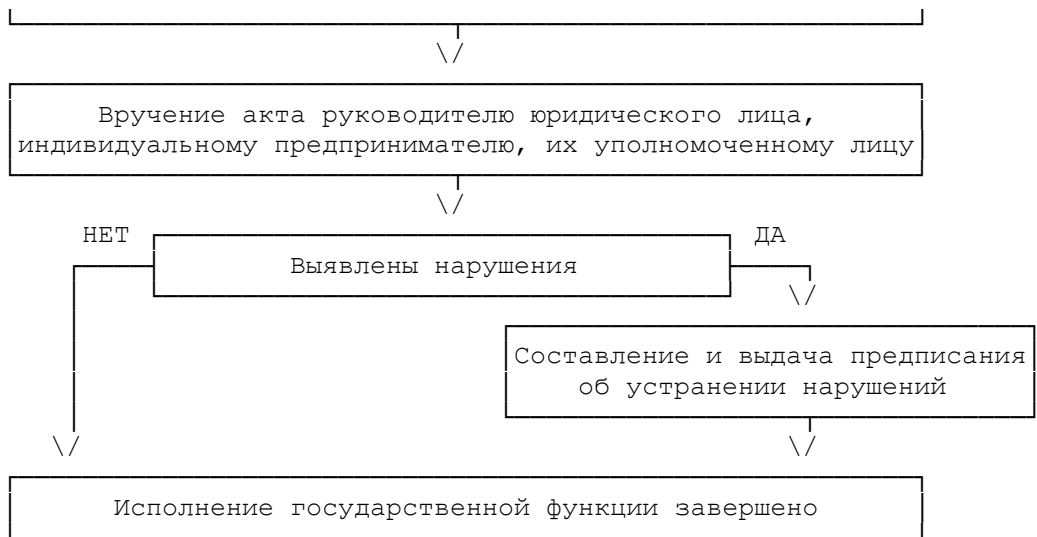 Вручение акта руководителю юридического лица,
индивидуальному предпринимателю, их уполномоченному лицу
НЕТ
ДА
Выявлены нарушения
Составление и выдача предписания
об устранении нарушений
Исполнение государственной функции завершено